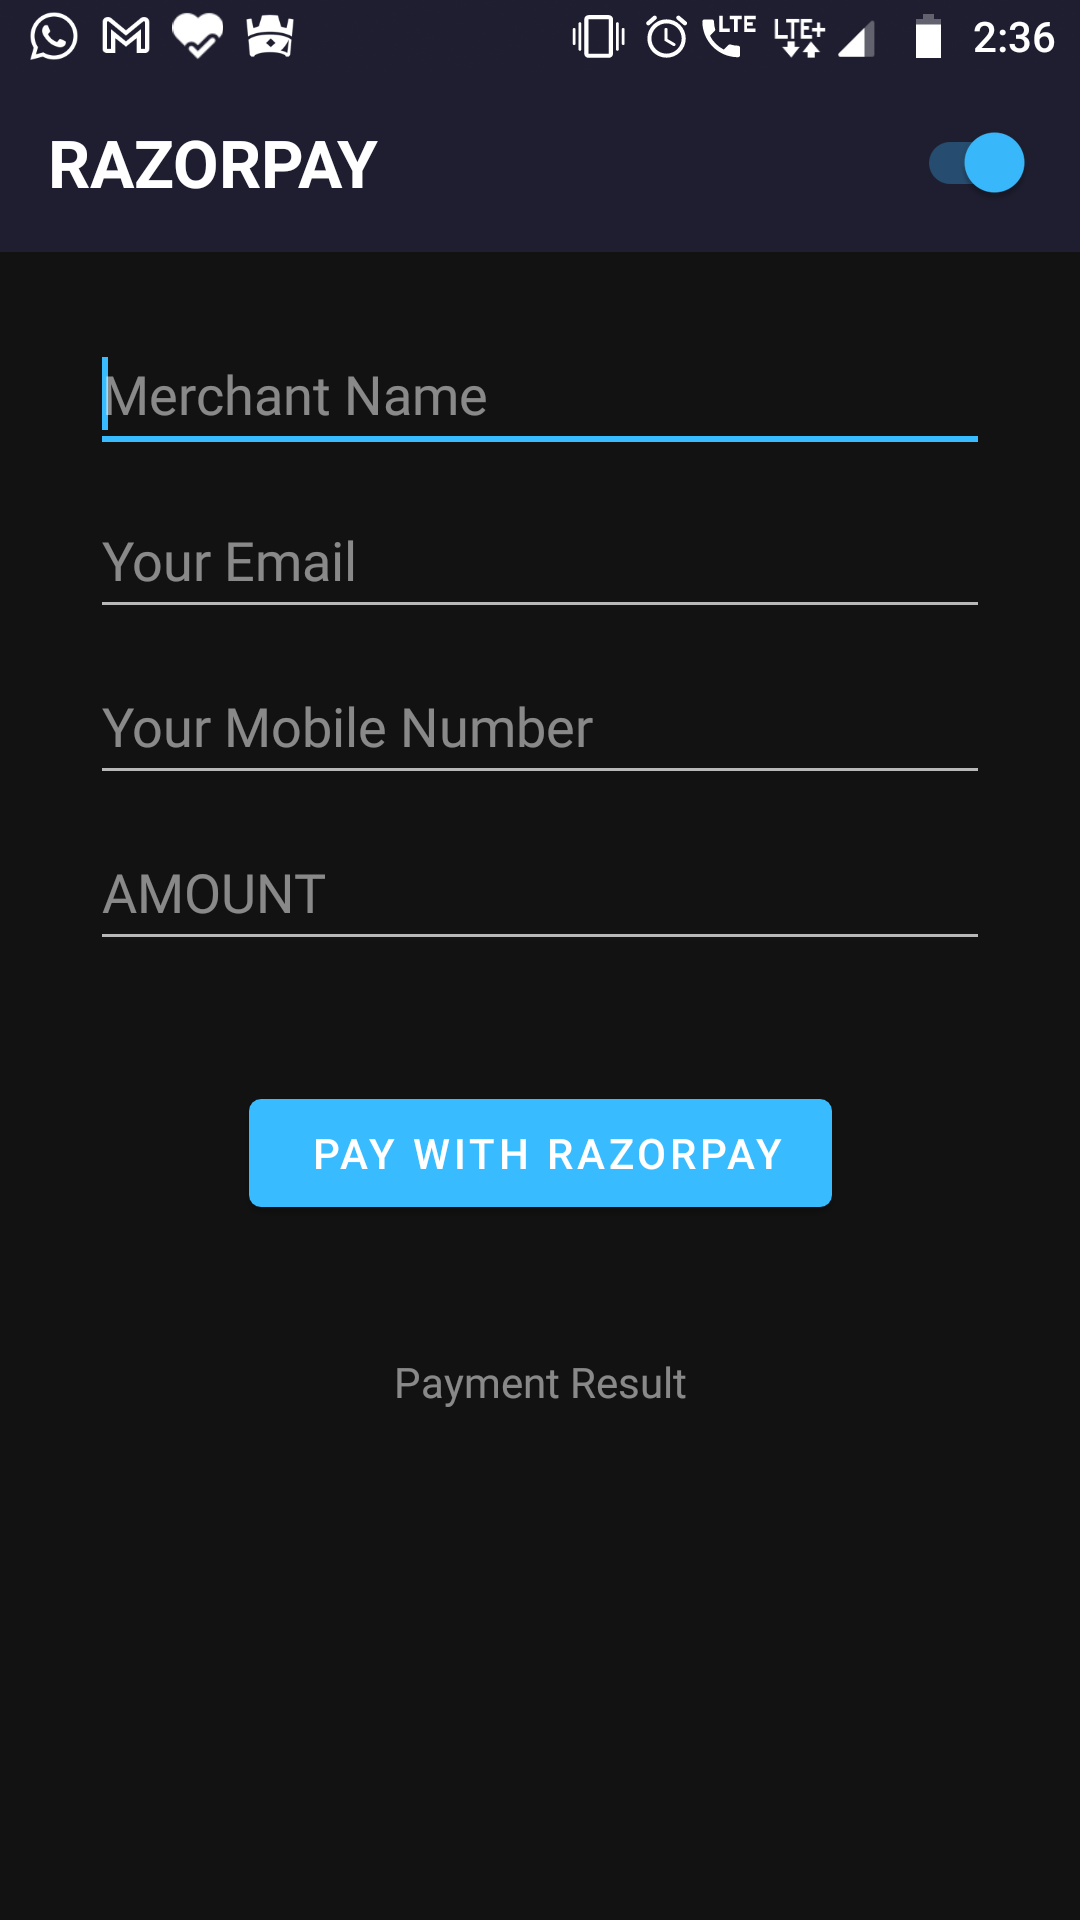 LTE LTE+ 2:36
RAZORPAY
Merchant Name
Your Email
Your Mobile Number
AMOUNT
PAY WITH RAZORPAY
Payment Result